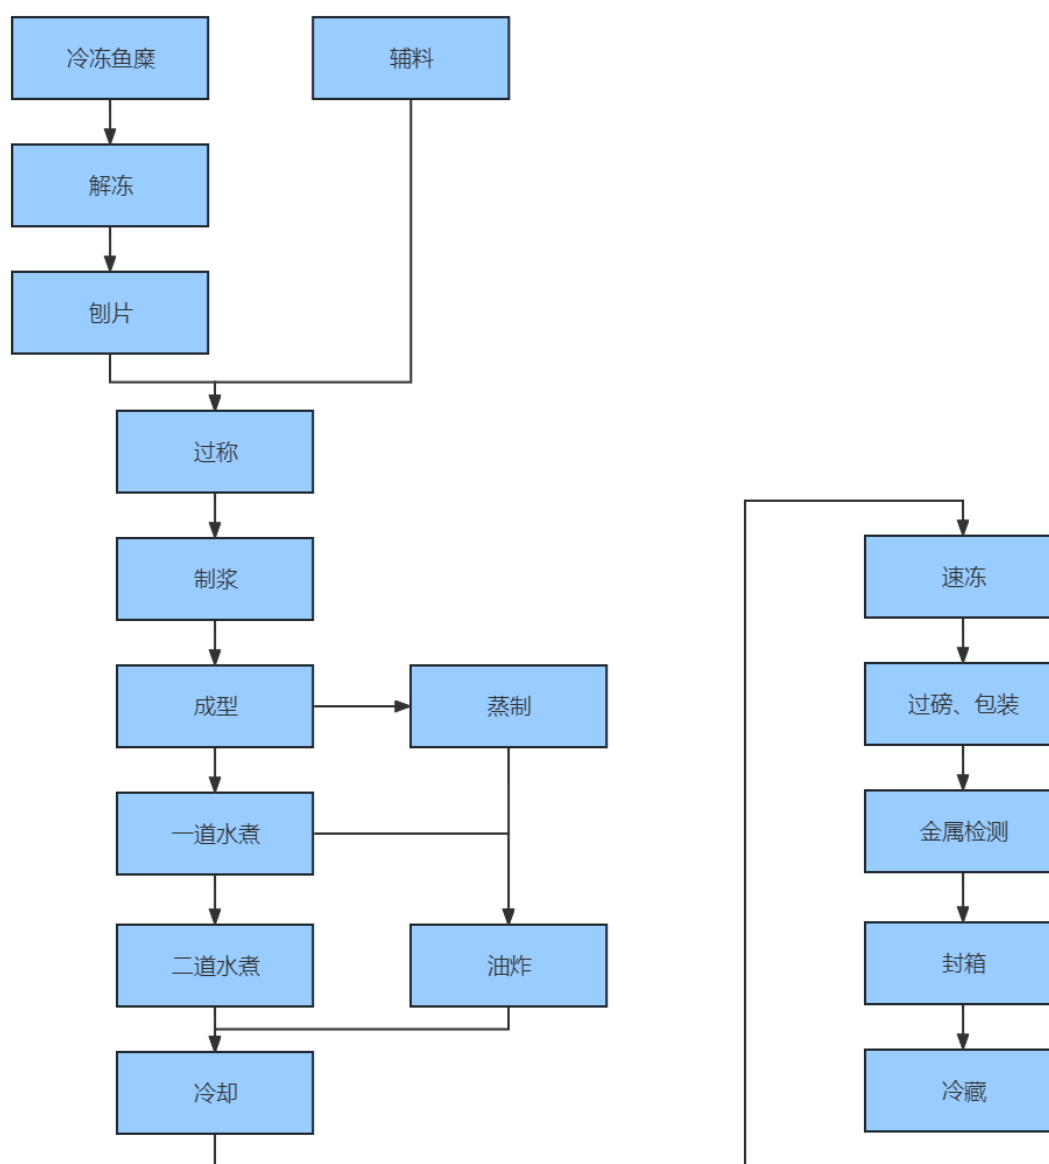 冷冻鱼糜
辅料
解冻
刨片
过称
制浆
成型
蒸制
一道水煮
二道水煮
油炸
冷却
速冻
过磅、包装
金属检测
封箱
冷藏